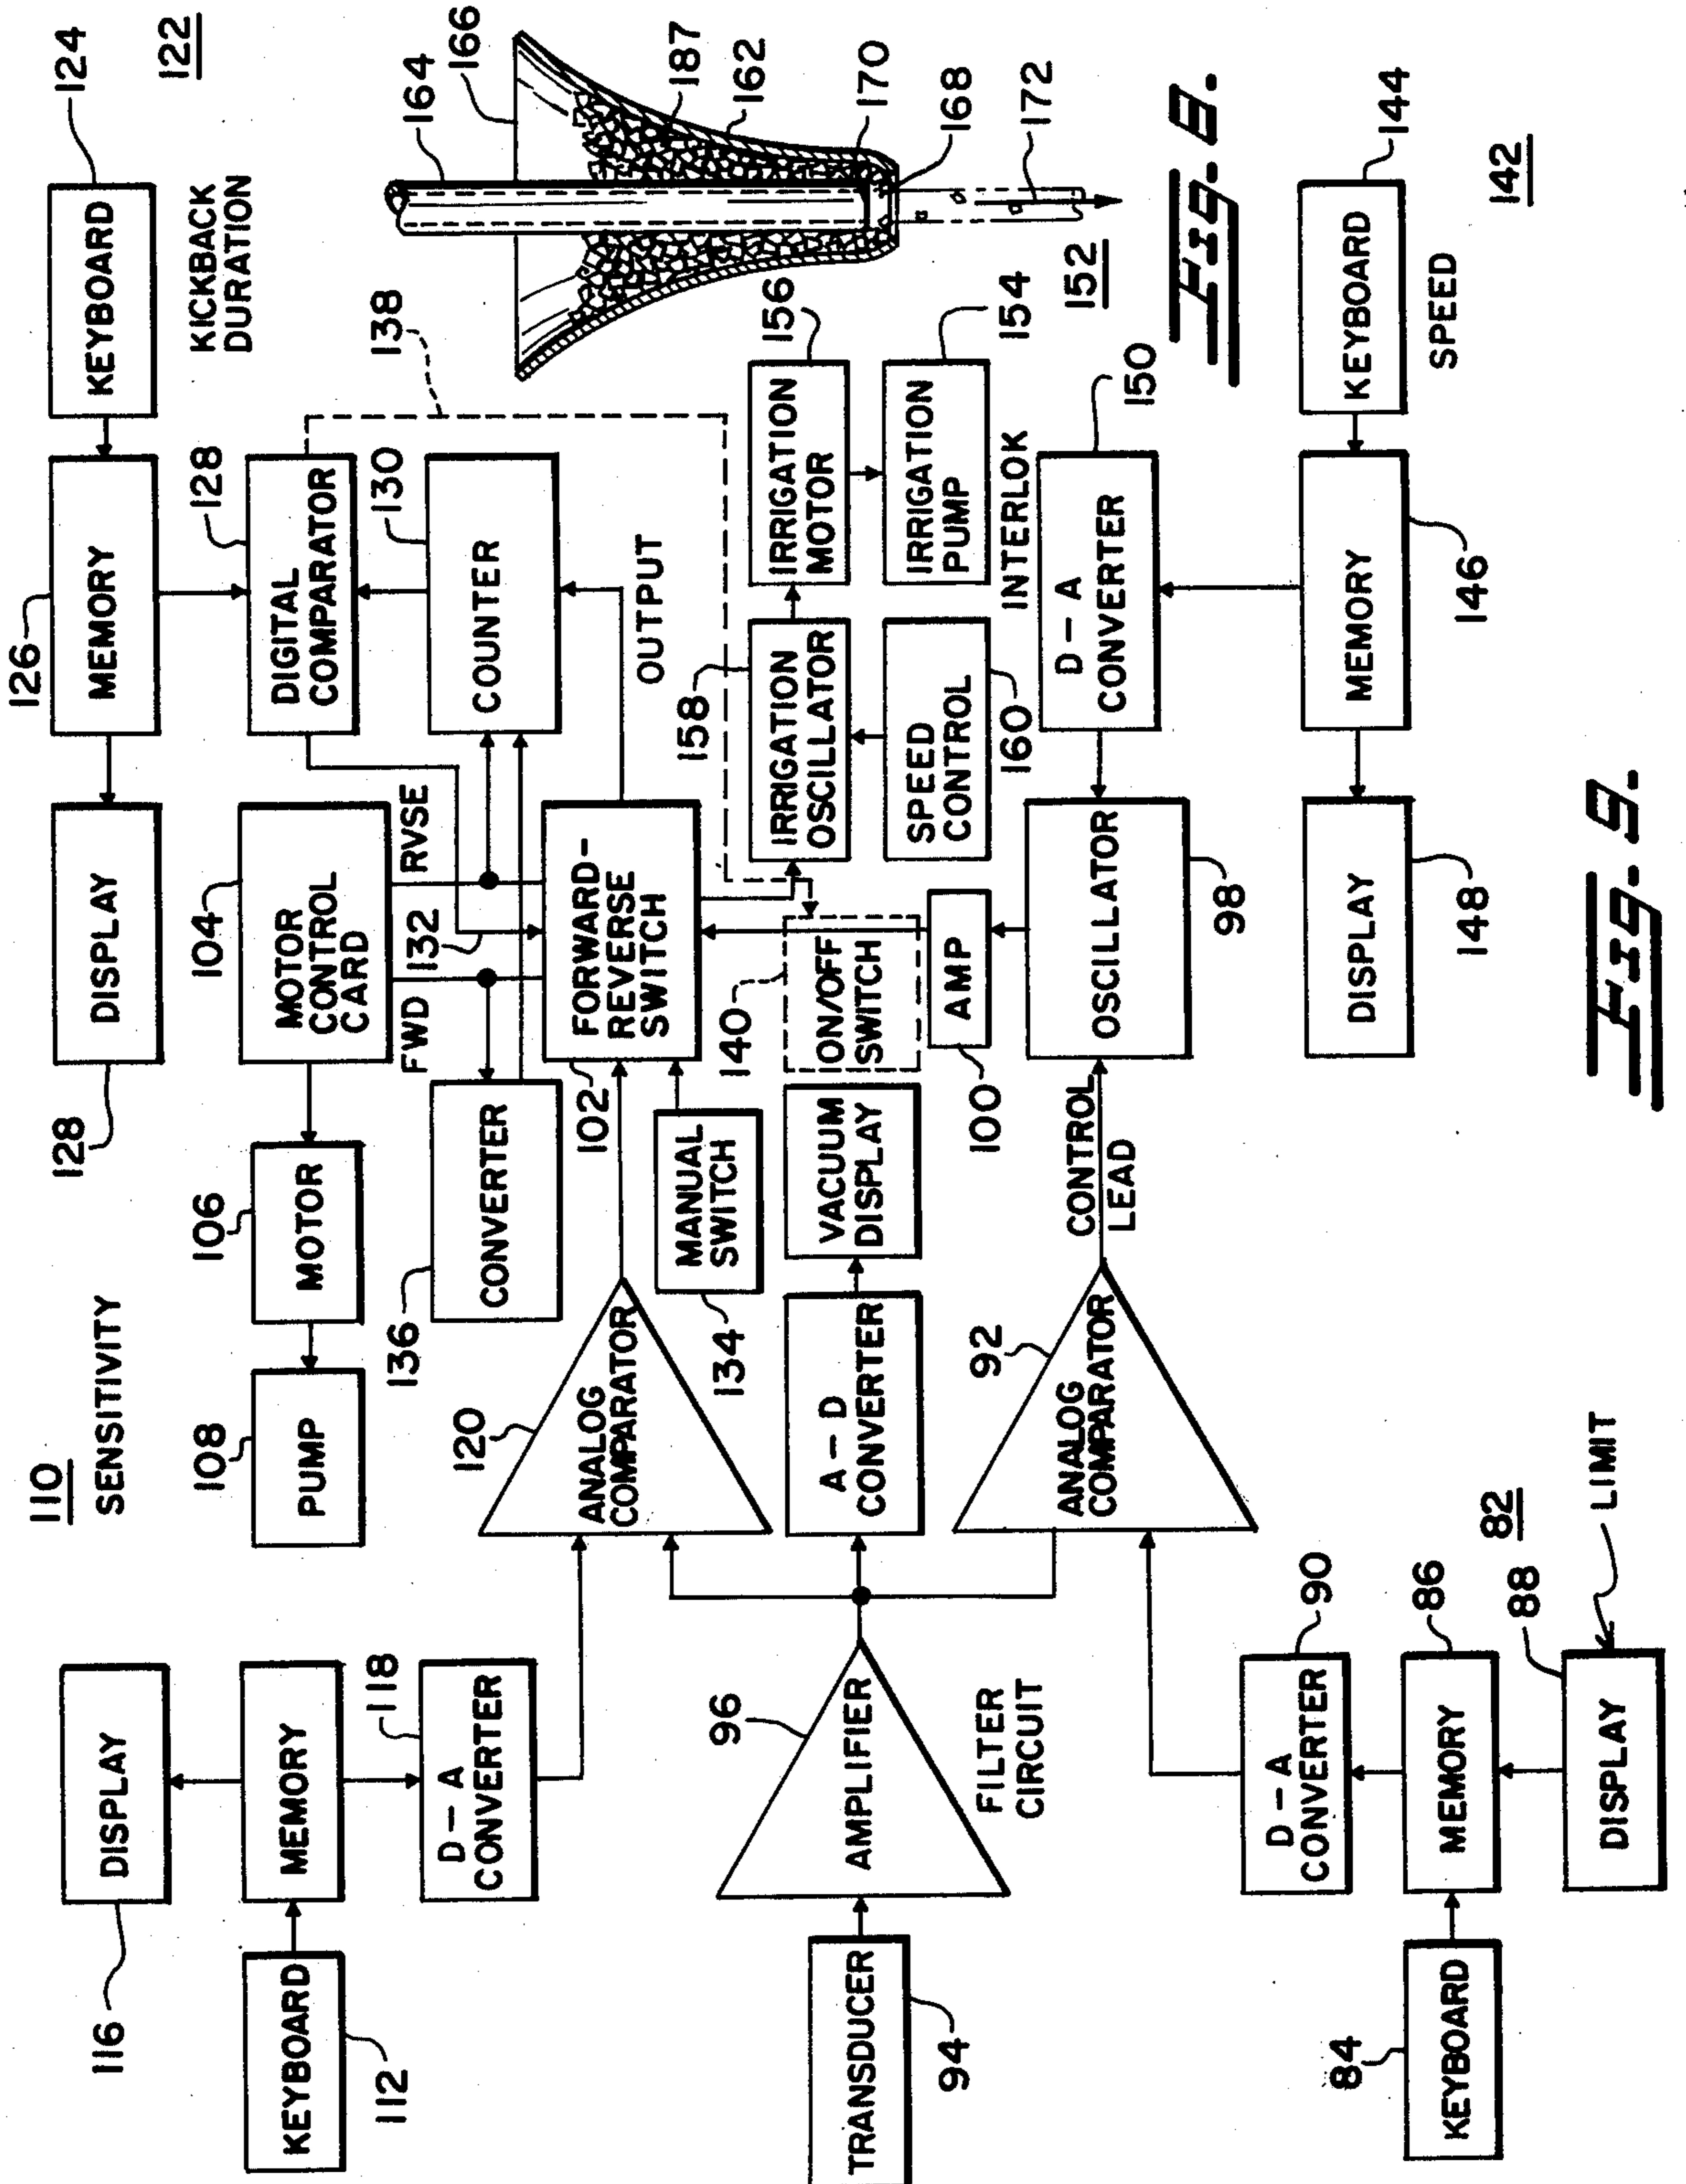 110
SENSITIVITY
116
DISPLAY
KEYBOARD
112
MEMORY
118
D-A
CONVERTER
108
PUMP
106
MOTOR
104
MOTOR
CONTROL
CARD
FWD
RVSE
132
128
DISPLAY
126
MEMORY
124
KEYBOARD
122
KICKBACK
DURATION
128
DIGITAL
COMPARATOR
138
130
COUNTER
136
CONVERTER
120
ANALOG
COMPARATOR
102
FORWARD-
REVERSE
SWITCH
OUTPUT
134
MANUAL
SWITCH
TRANSDUCER
94
96
AMPLIFIER
FILTER
CIRCUIT
A-D
CONVERTER
VACUUM
DISPLAY
140
ION/OFF
SWITCH
100
AMP
158
IRRIGATION
OSCILLATOR
156
IRRIGATION
MOTOR
SPEED
CONTROL
160
IRRIGATION
PUMP
154
INTERLOK
152
92
ANALOG
COMPARATOR
CONTROL
LEAD
OSCILLATOR
98
D-A
CONVERTER
150
84
KEYBOARD
MEMORY
86
D-A
CONVERTER
90
DISPLAY
88
82
LIMIT
DISPLAY
148
MEMORY
146
KEYBOARD
144
SPEED
142
164
166
187
162
170
168
172
Fig. 8.
Fig. 9.